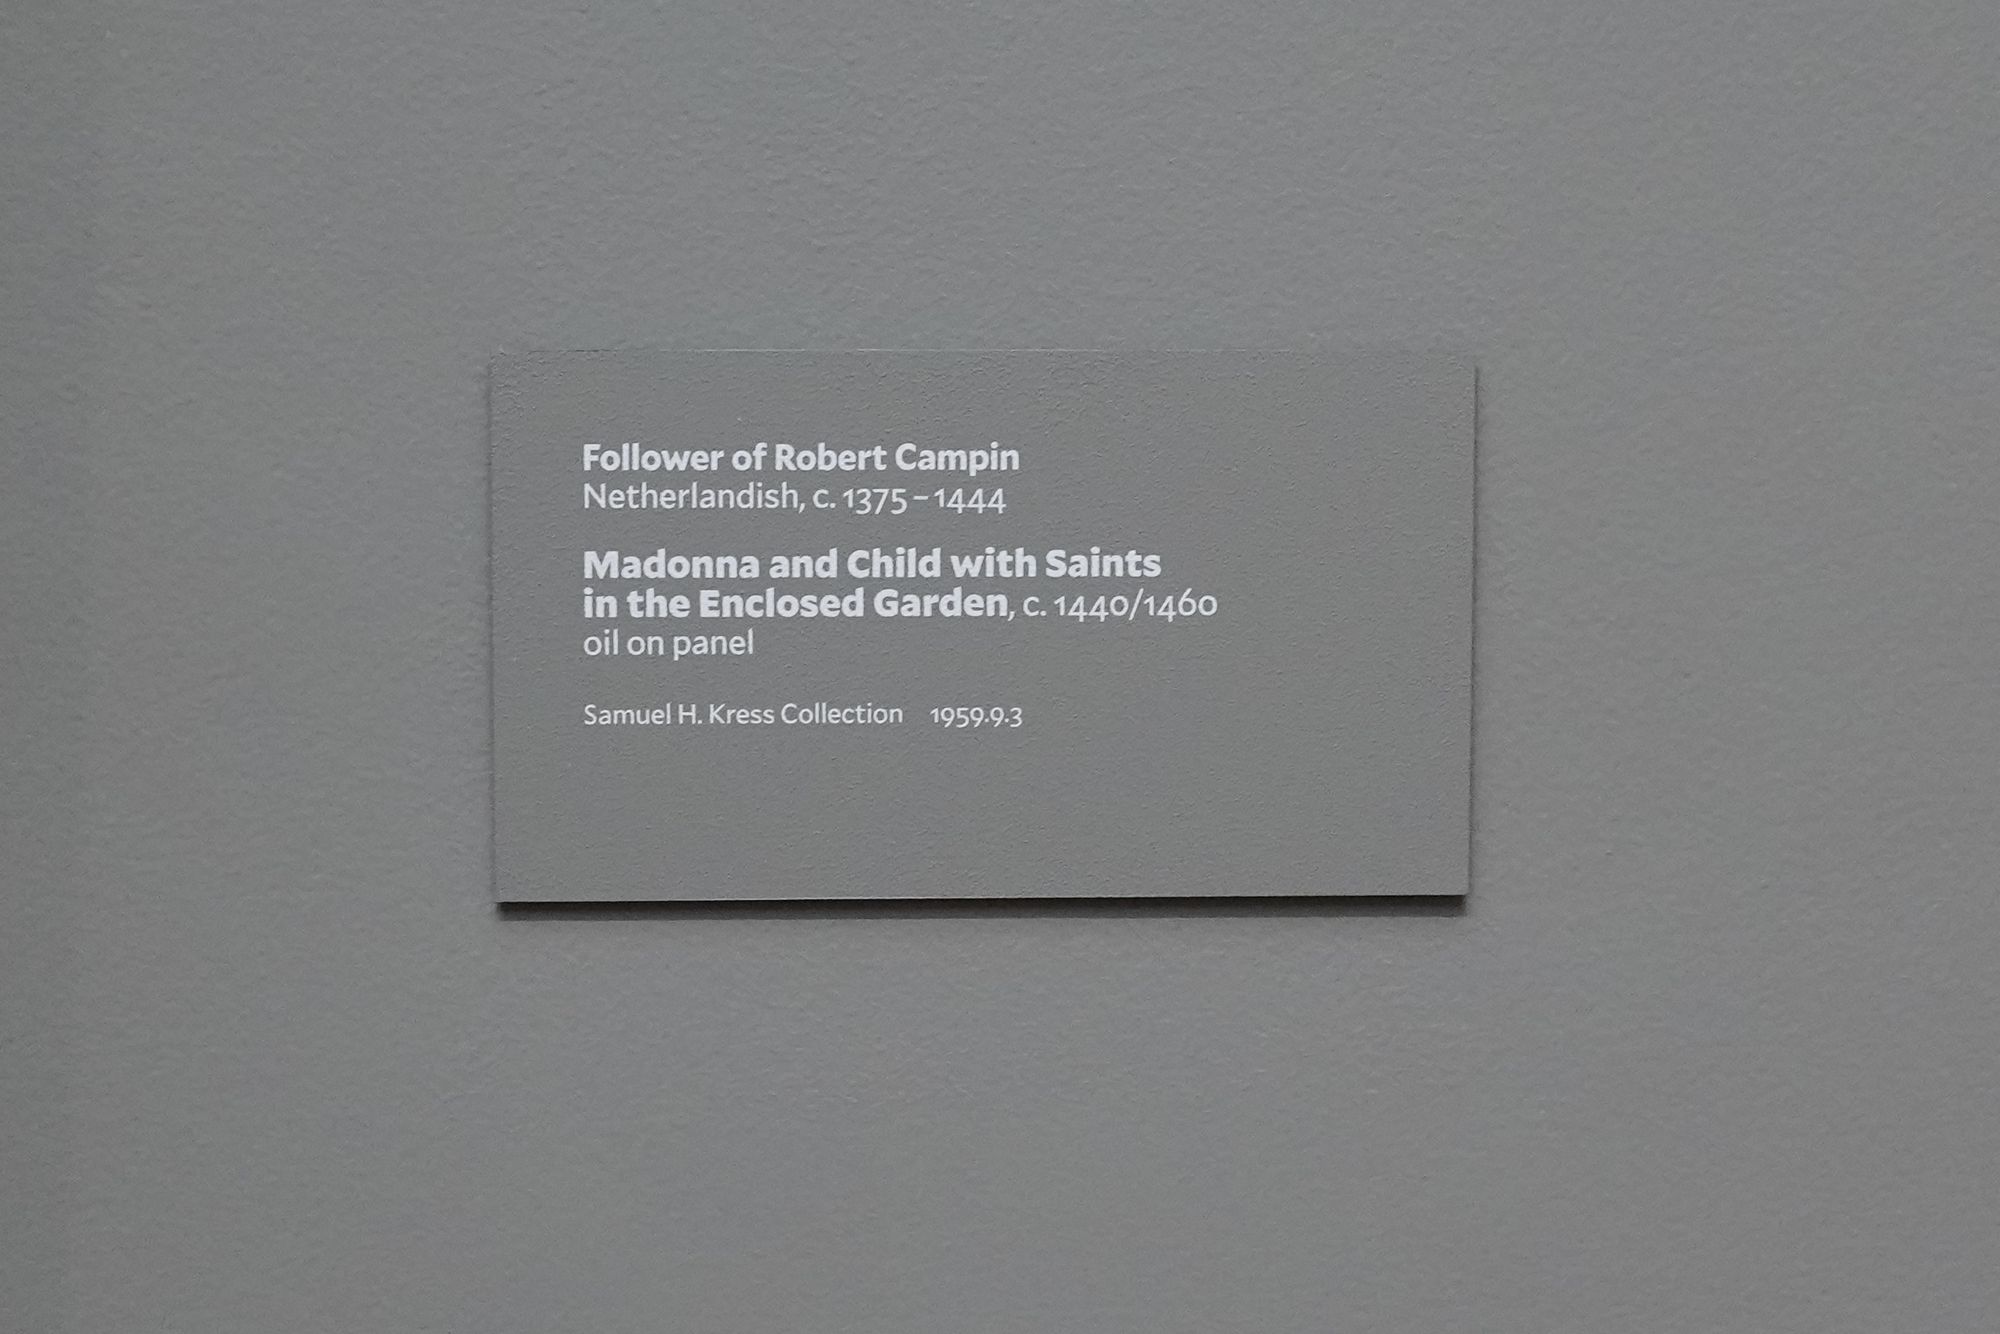 Follower of Robert Campin
Netherlandish, c. 1375 – 1444
Madonna and Child with Saints
in the Enclosed Garden, c. 1440/1460
oil on panel
Samuel H. Kress Collection 1959.9.3